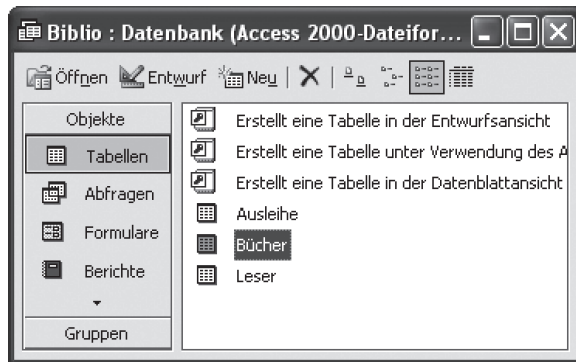 Biblio : Datenbank (Access 2000-Dateifor...
Öffnen Entwurf Neu
Objekte
Tabellen
Abfragen
Formulare
Berichte
Gruppen
Erstellt eine Tabelle in der Entwurfsansicht
Erstellt eine Tabelle unter Verwendung des A
Erstellt eine Tabelle in der Datenblattansicht
Ausleihe
Bücher
Leser